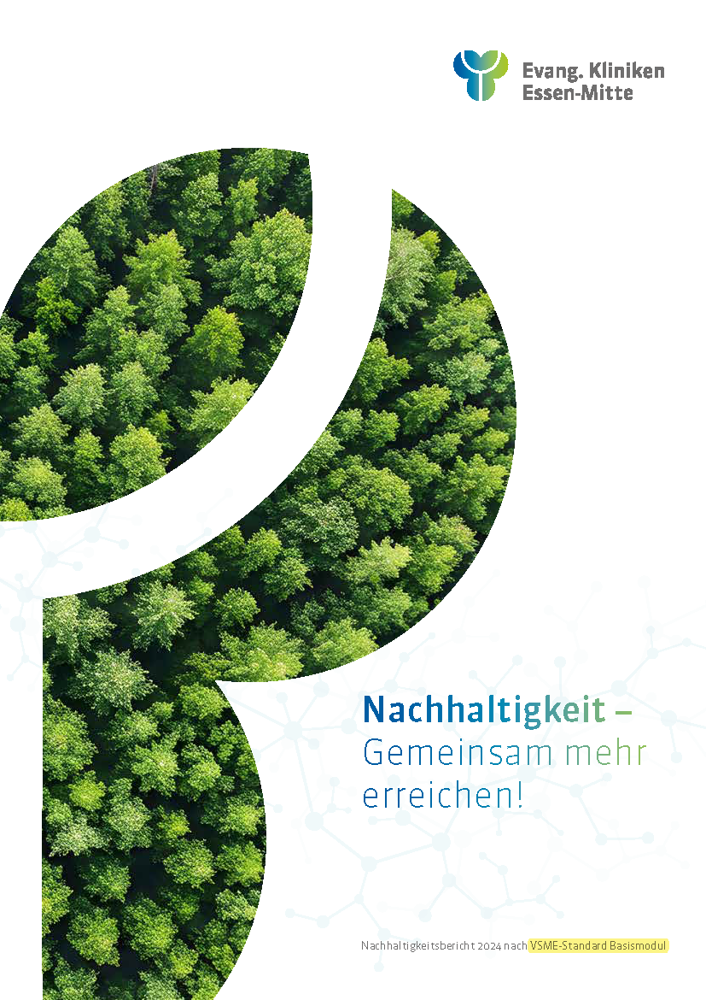 Evang. Kliniken
Essen-Mitte
Nachhaltigkeit –
Gemeinsam mehr
erreichen!
Nachhaltigkeitsbericht 2024 nach VSME-Standard Basismodul